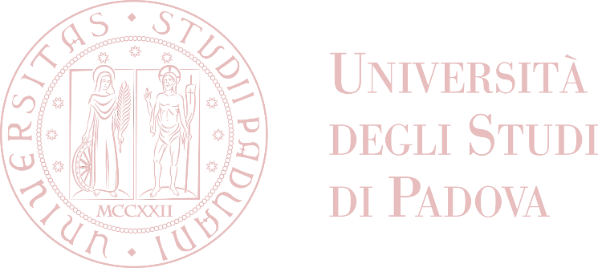 UNIVERSITAS · STUDII PADUANI ·
MCCXXII
UNIVERSITÀ
DEGLI STUDI
DI PADOVA